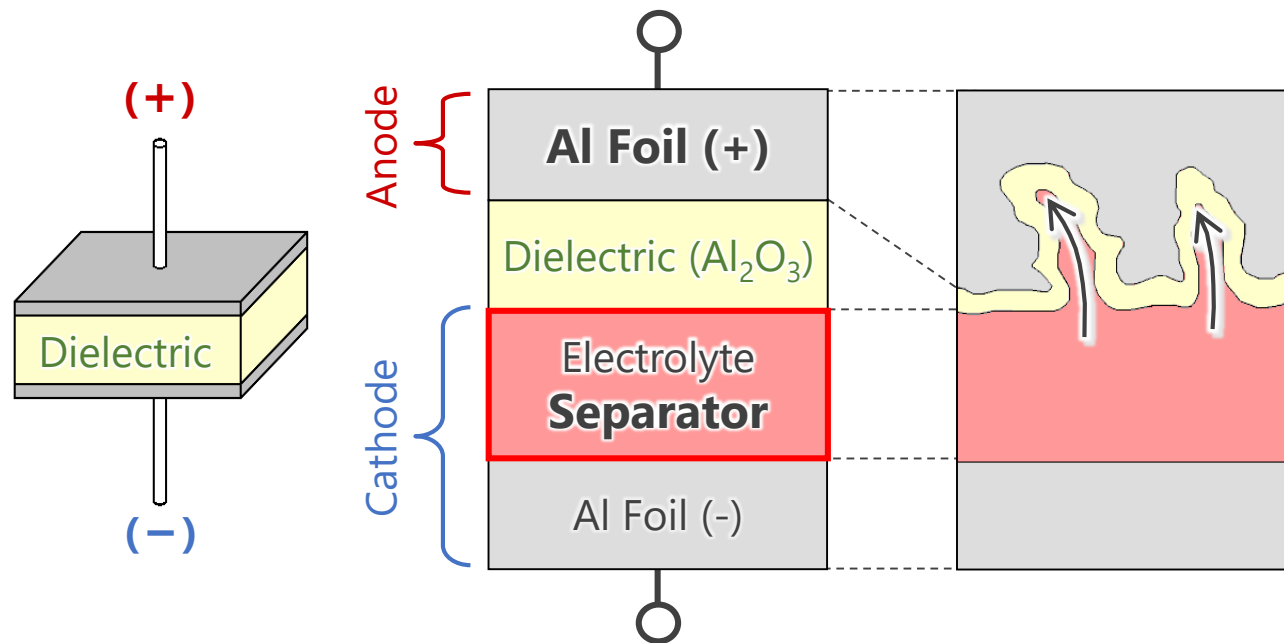 (+)
Dielectric
(−)
Anode
Cathode
Al Foil (+)
Dielectric (Al₂O₃)
Electrolyte
Separator
Al Foil (-)